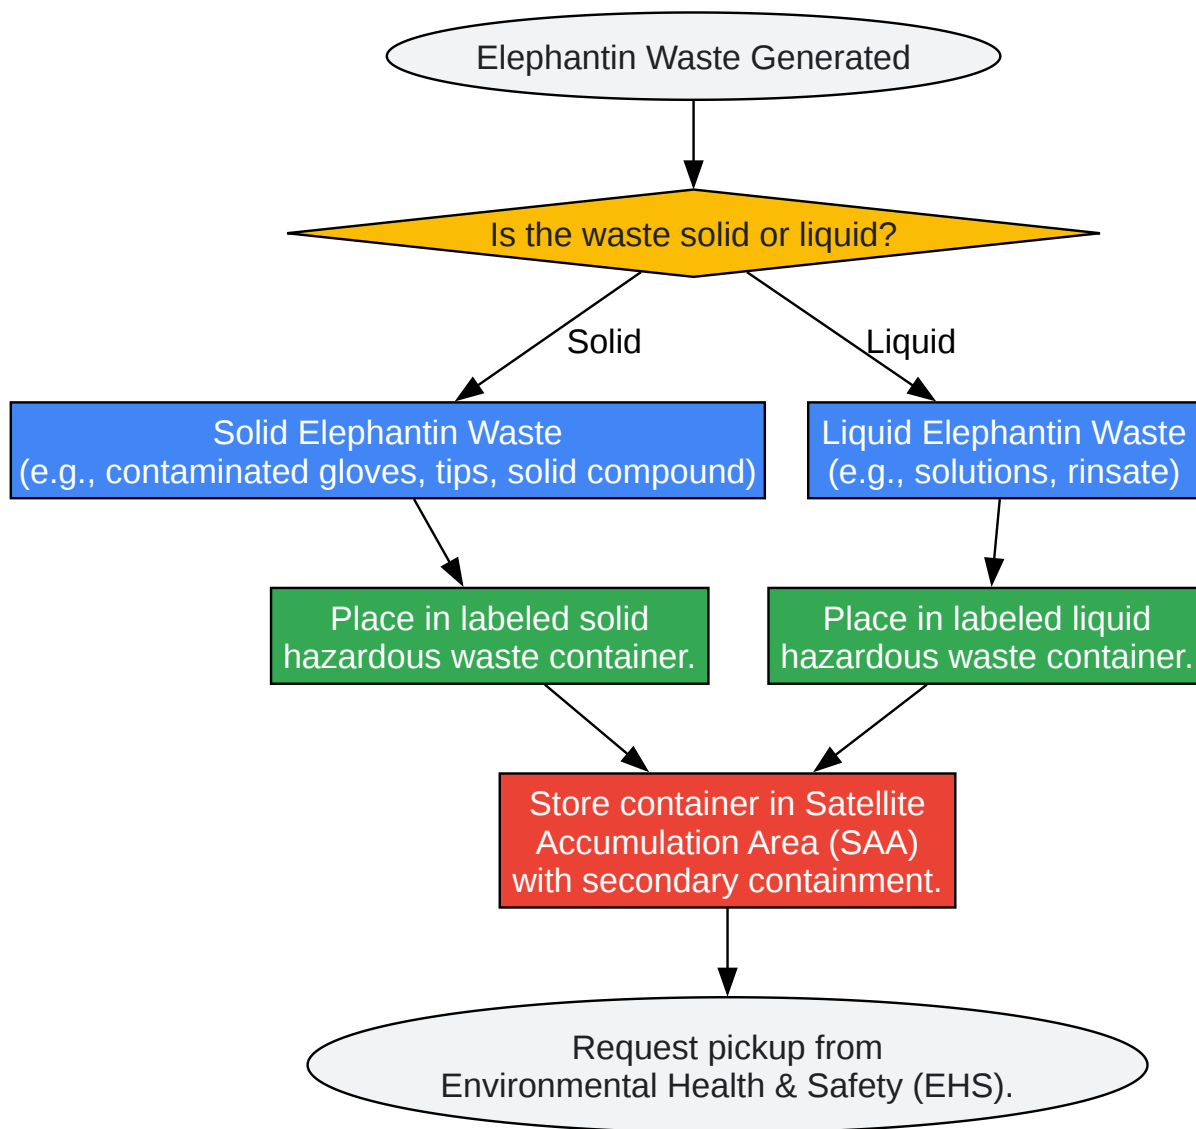 Elephantin Waste Generated
Is the waste solid or liquid?
Solid
Liquid
Solid Elephantin Waste
(e.g., contaminated gloves, tips, solid compound)
Liquid Elephantin Waste
(e.g., solutions, rinsate)
Place in labeled solid
hazardous waste container.
Place in labeled liquid
hazardous waste container.
Store container in Satellite
Accumulation Area (SAA)
with secondary containment.
Request pickup from
Environmental Health & Safety (EHS).